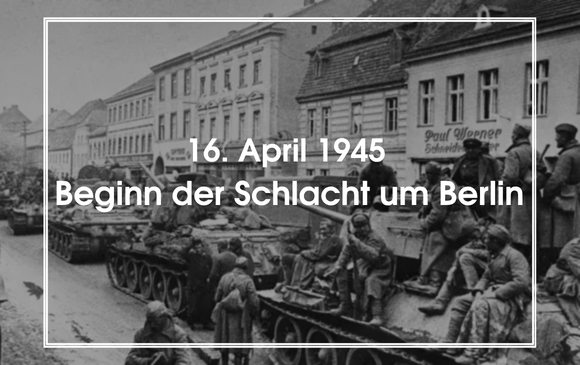 16. April 1945
Beginn der Schlacht um Berlin
Paul Werner